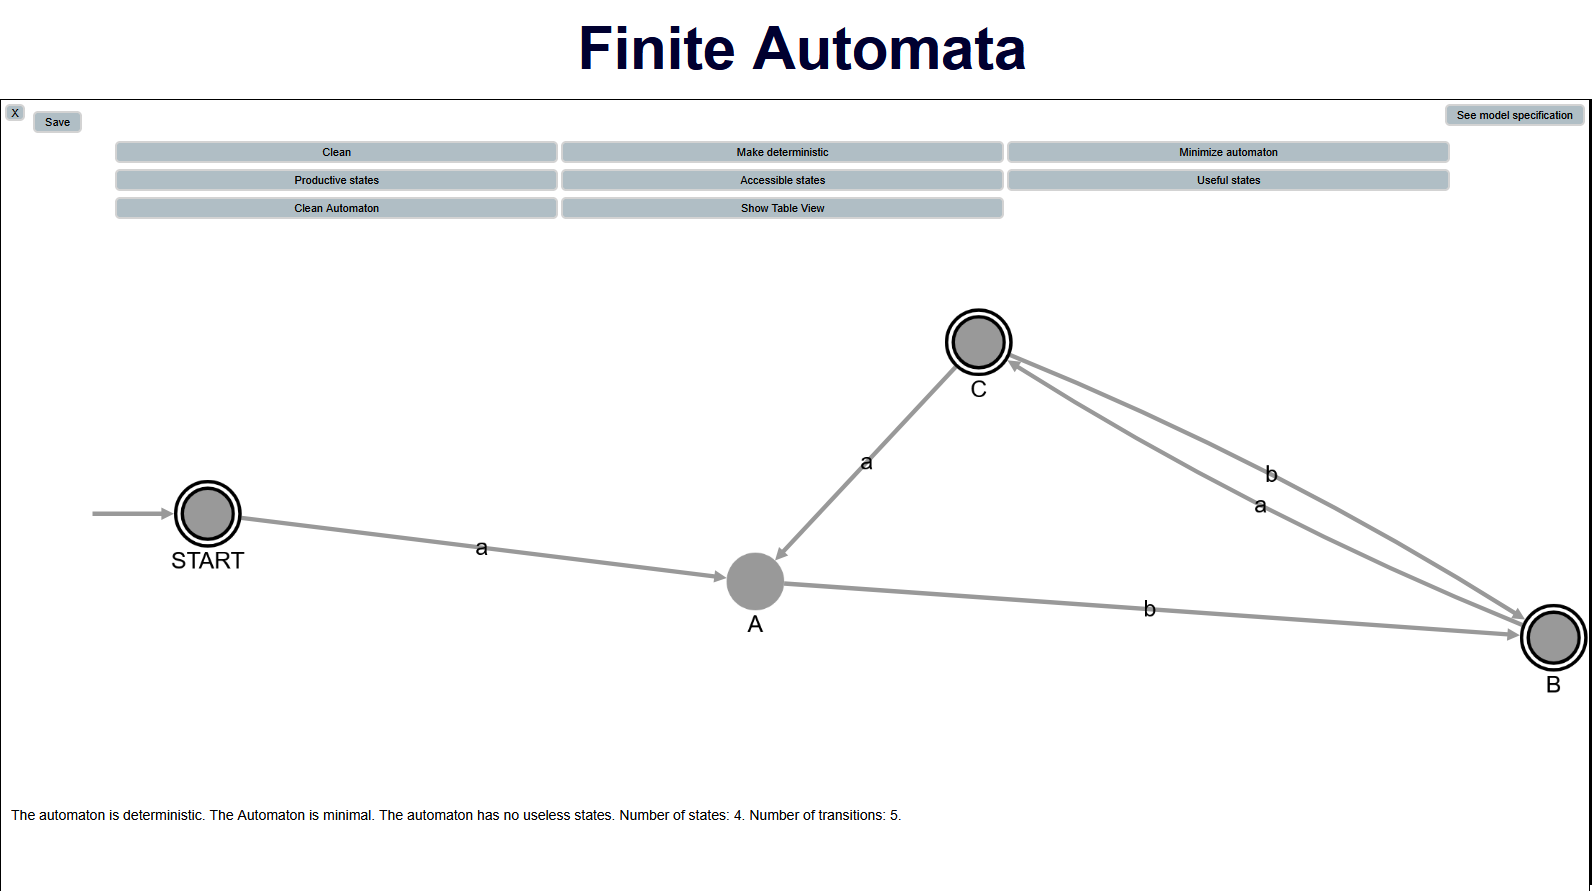 Finite Automata
X
Save
See model specification
Clean
Make deterministic
Minimize automaton
Productive states
Accessible states
Useful states
Clean Automaton
Show Table View
C
a
b
a
START
a
A
b
B
The automaton is deterministic. The Automaton is minimal. The automaton has no useless states. Number of states: 4. Number of transitions: 5.